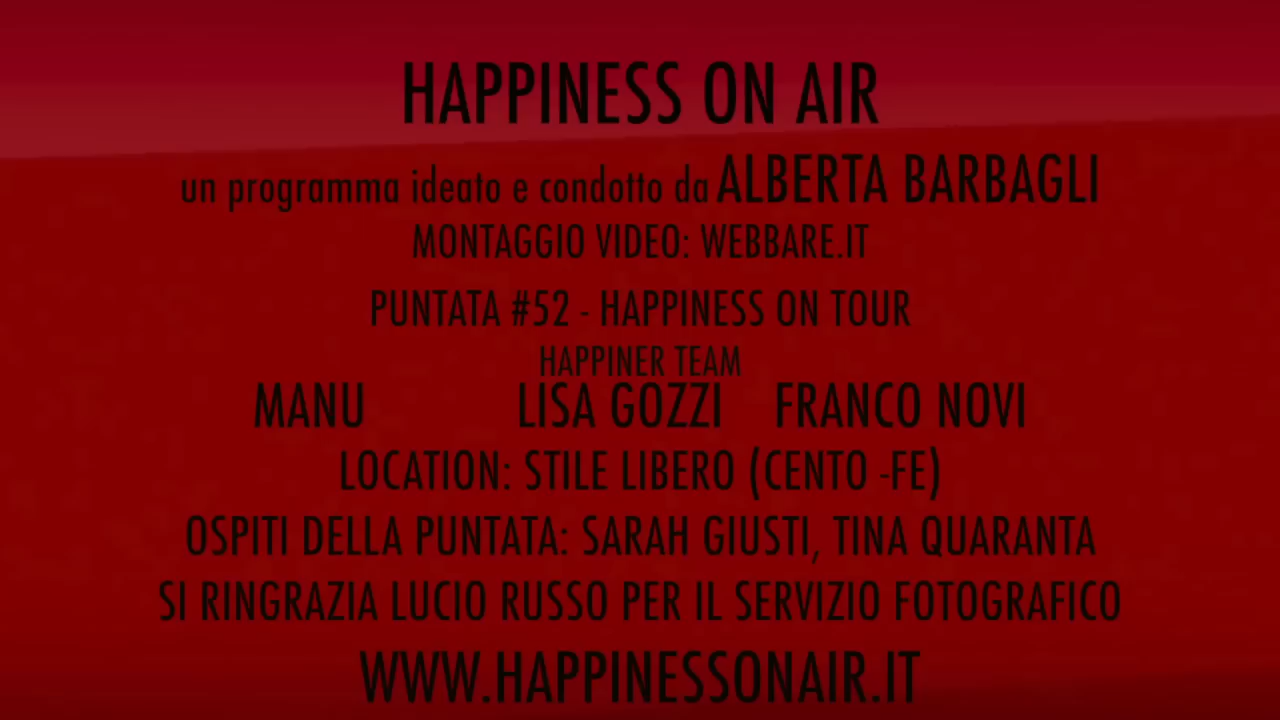 HAPPINESS ON AIR
un programma ideato e condotto da ALBERTA BARBAGLI
MONTAGGIO VIDEO: WEBBARE.IT
PUNTATA #52 - HAPPINESS ON TOUR
HAPPINER TEAM
MANU LISA GOZZI FRANCO NOVI
LOCATION: STILE LIBERO (CENTO -FE)
OSPITI DELLA PUNTATA: SARAH GIUSTI, TINA QUARANTA
SI RINGRAZIA LUCIO RUSSO PER IL SERVIZIO FOTOGRAFICO
WWW.HAPPINESSONAIR.IT